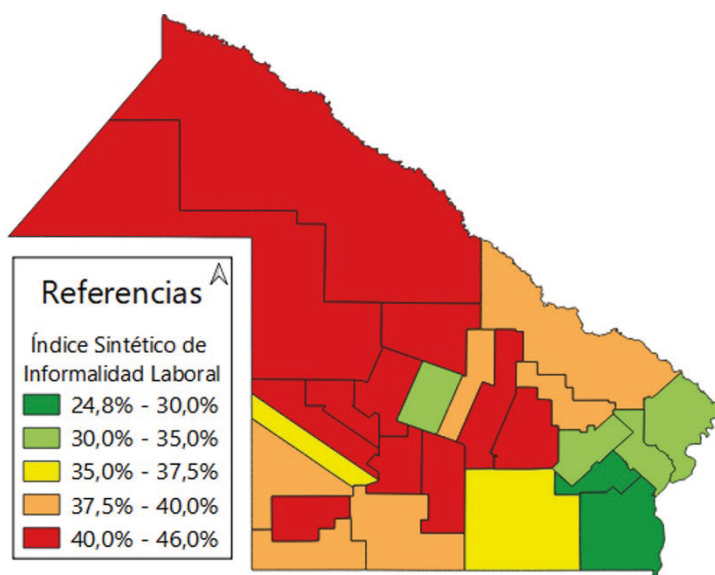 Referencias
Índice Sintético de
Informalidad Laboral
24,8% - 30,0%
30,0% - 35,0%
35,0% - 37,5%
37,5% - 40,0%
40,0% - 46,0%